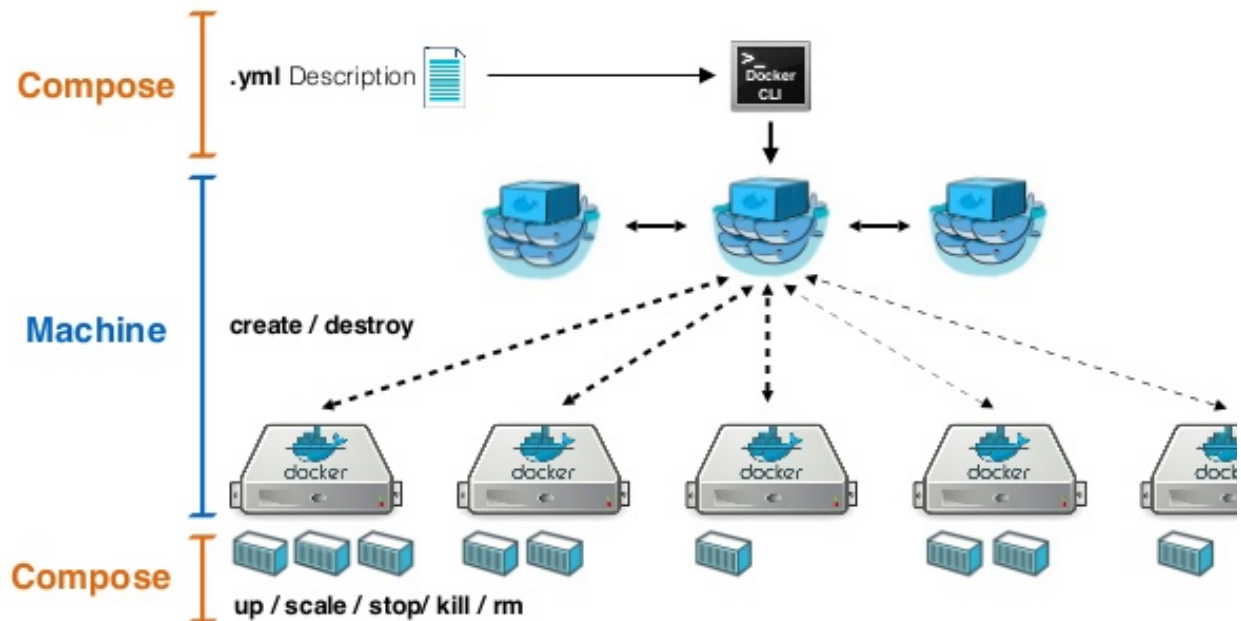 Compose
.yml Description
>_
Docker
CLI
Machine
create / destroy
docker
docker
docker
docker
Compose
up / scale / stop/ kill / rm